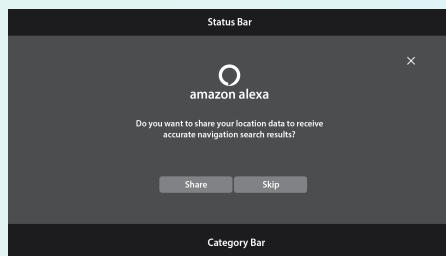 Status Bar
amazon alexa
Do you want to share your location data to receive
accurate navigation search results?
Share Skip
Category Bar